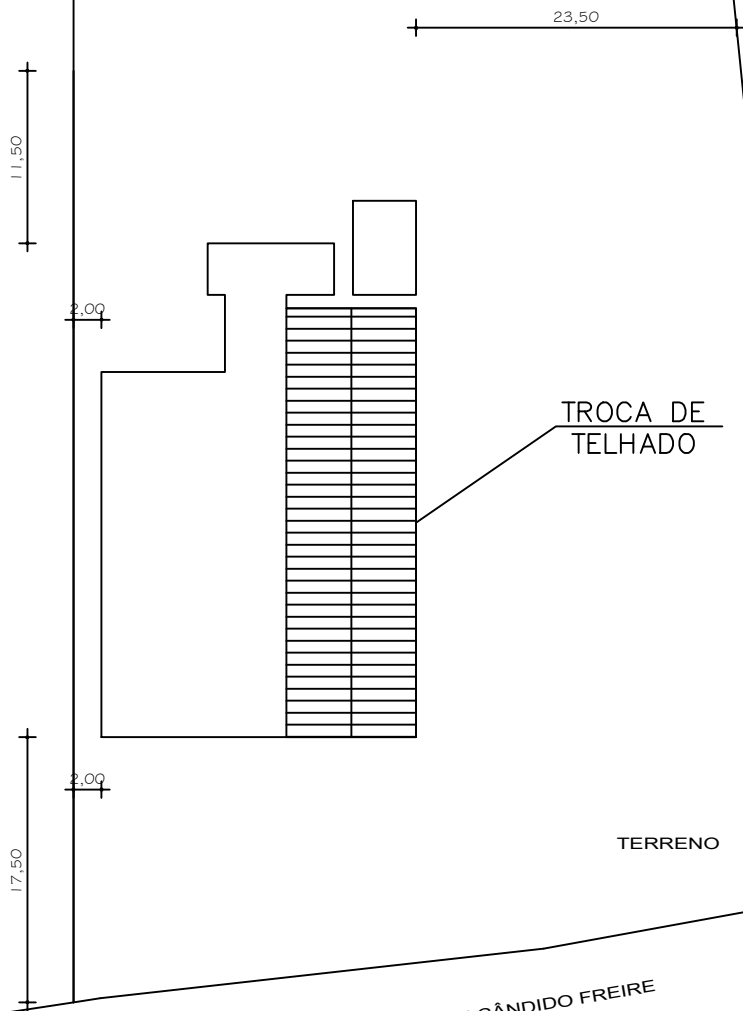 23,50
11,50
2,00
TROCA DE
TELHADO
2,00
TERRENO
17,50
CÂNDIDO FREIRE